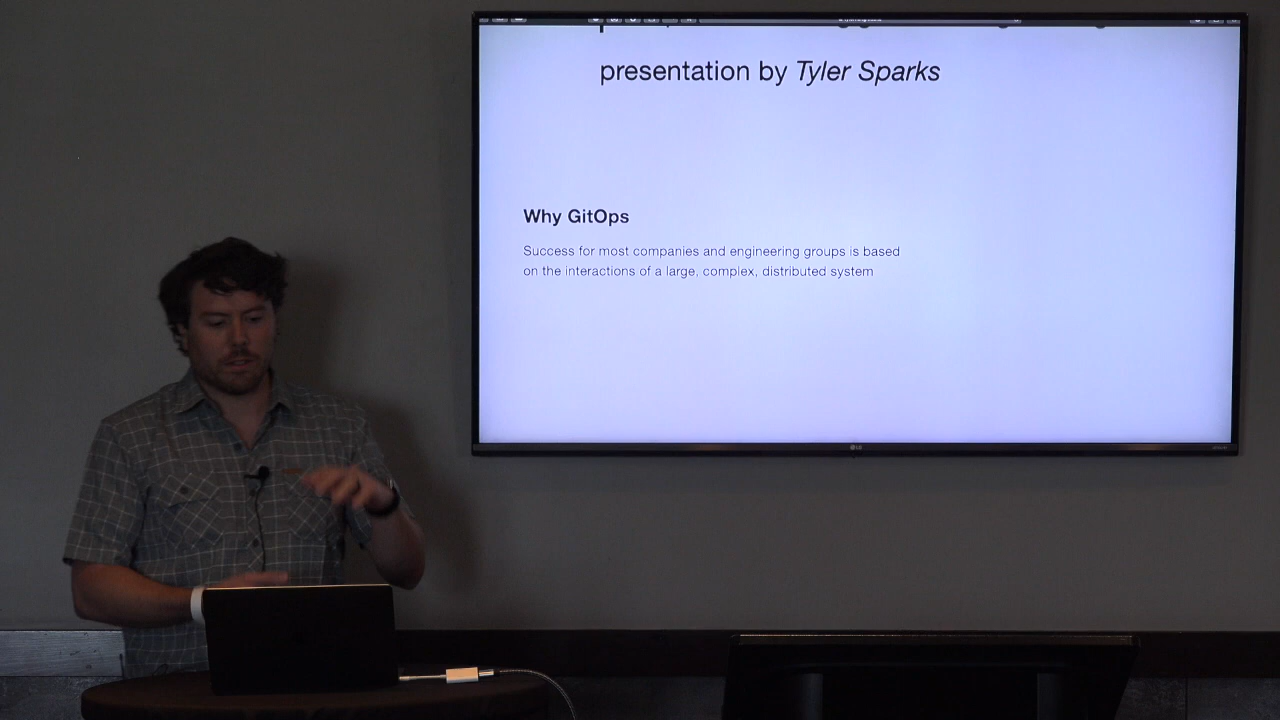 presentation by Tyler Sparks
Why GitOps
Success for most companies and engineering groups is based
on the interactions of a large, complex, distributed system
LG